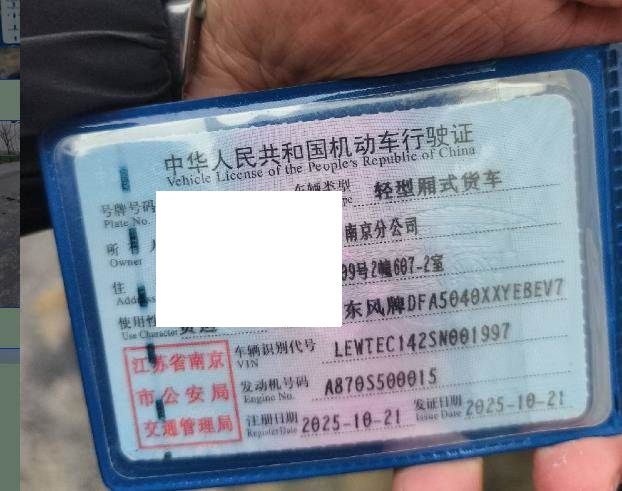 中华人民共和国机动车行驶证
Vehicle License of the People's Republic of China
号牌号码
Plate No.
车辆类型 轻型厢式货车
所有人
Owner
南京分公司
住
99号2幢607-2室
使用性
Use Character
东风牌DFA5040XXYEBEV7
江苏省南京
市公安局
交通管理局
车辆识别代号 LEWTEC142SN001997
VIN
发动机号码 A870S500015
Engine No.
注册日期 2025-10-21 发证日期 2025-10-21
Register Date Issue Date